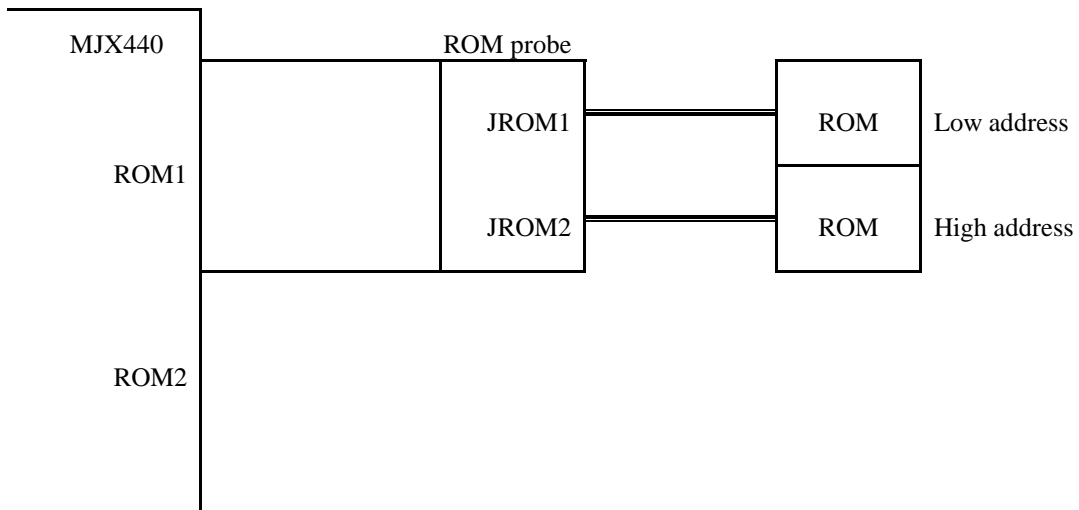 MJX440
ROM probe
JROM1
ROM
Low address
ROM1
JROM2
ROM
High address
ROM2